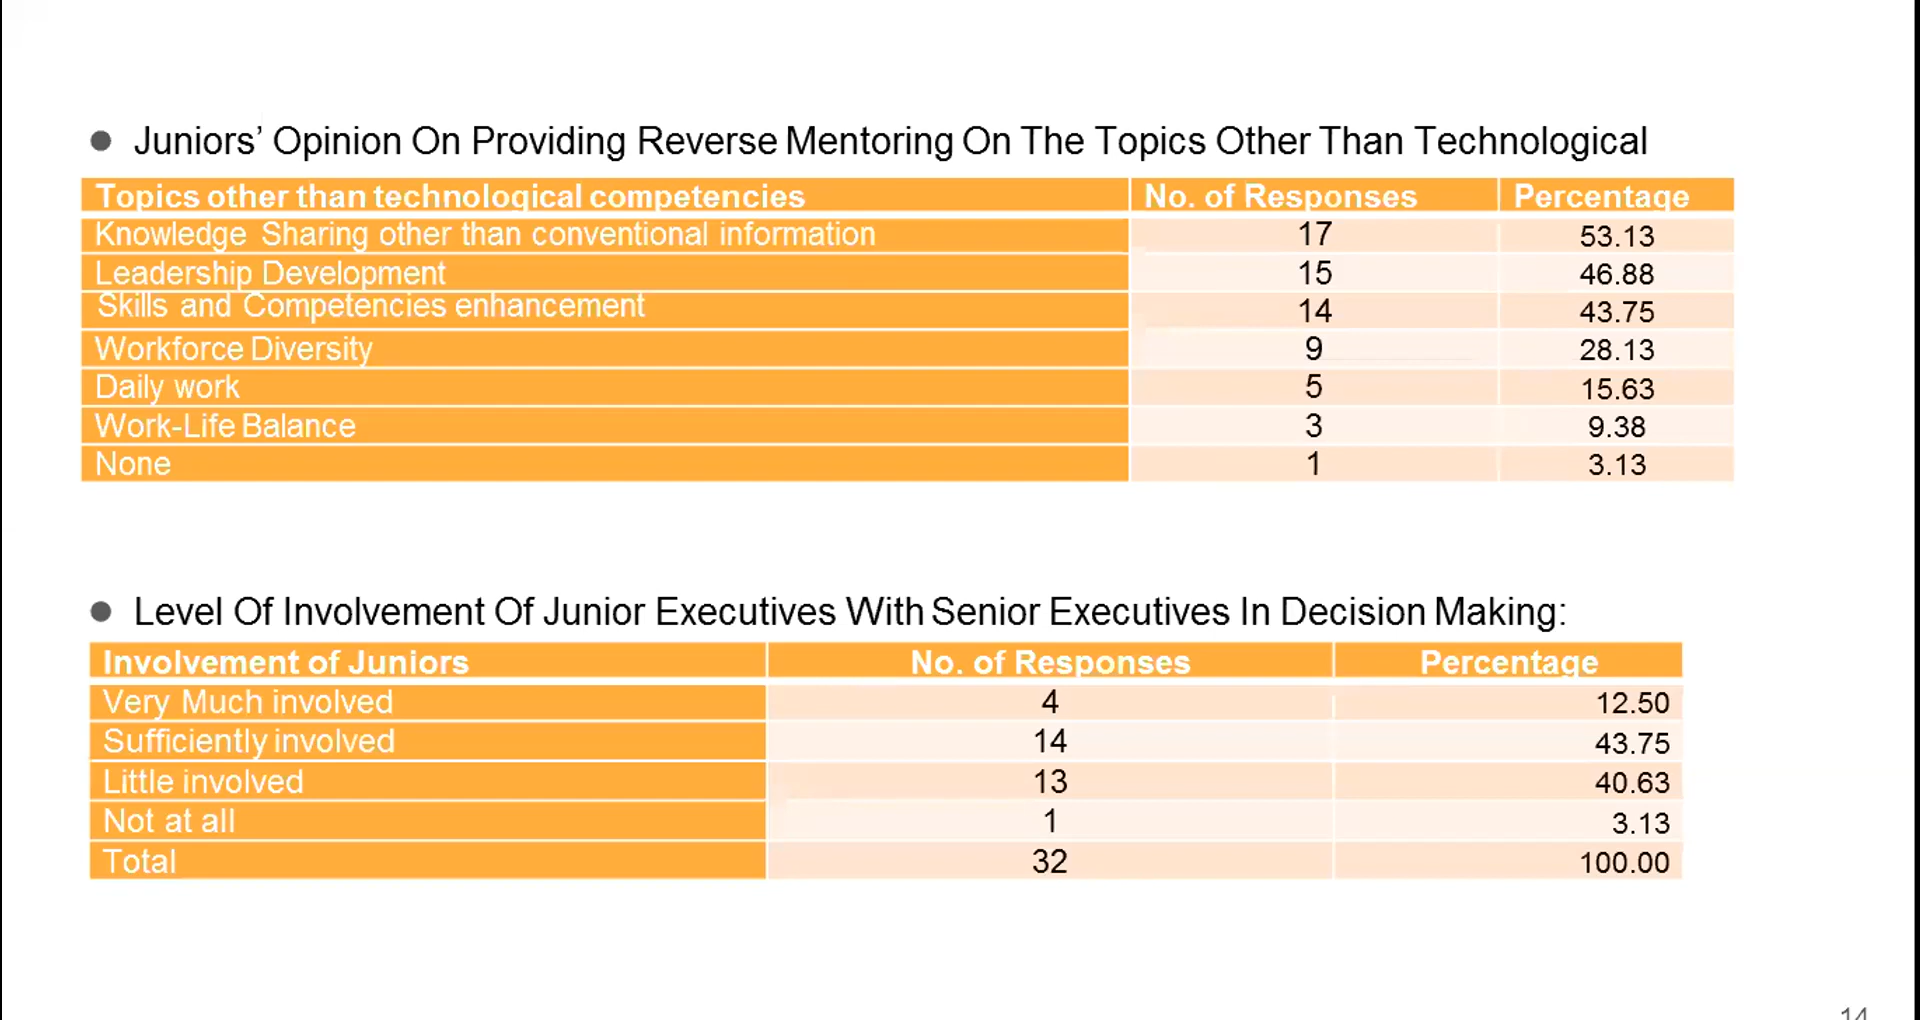 Juniors’ Opinion On Providing Reverse Mentoring On The Topics Other Than Technological
Topics other than technological competencies No. of Responses Percentage
Knowledge Sharing other than conventional information 17 53.13
Leadership Development 15 46.88
Skills and Competencies enhancement 14 43.75
Workforce Diversity 9 28.13
Daily work 5 15.63
Work-Life Balance 3 9.38
None 1 3.13
Level Of Involvement Of Junior Executives With Senior Executives In Decision Making:
Involvement of Juniors No. of Responses Percentage
Very Much involved 4 12.50
Sufficiently involved 14 43.75
Little involved 13 40.63
Not at all 1 3.13
Total 32 100.00
14